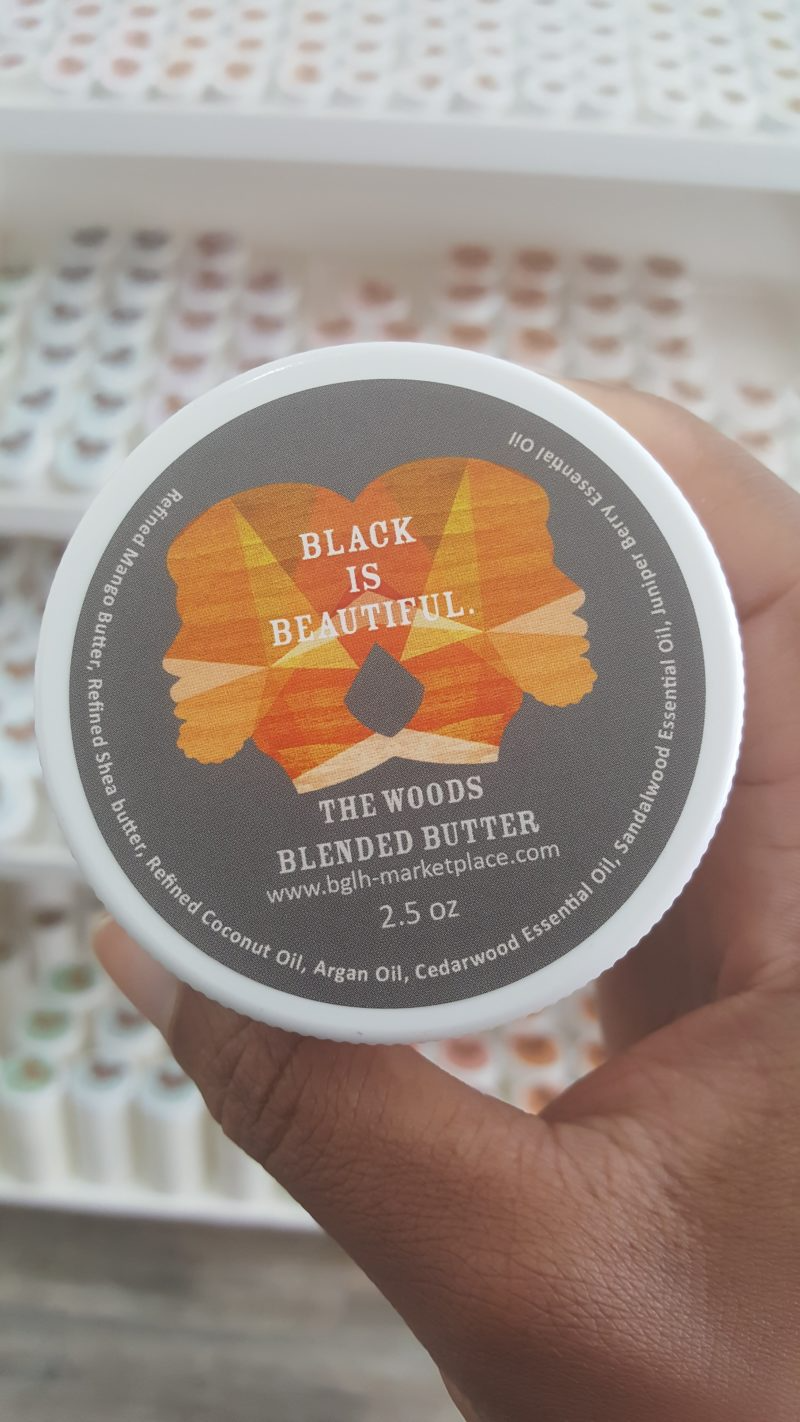 BLACK
IS
BEAUTIFUL.
THE WOODS
BLENDED BUTTER
www.bglh-marketplace.com
2.5 oz
Refined Mango Butter, Refined Shea butter, Refined Coconut Oil, Argan Oil, Cedarwood Essential Oil, Sandalwood Essential Oil, Juniper Berry Essential Oil